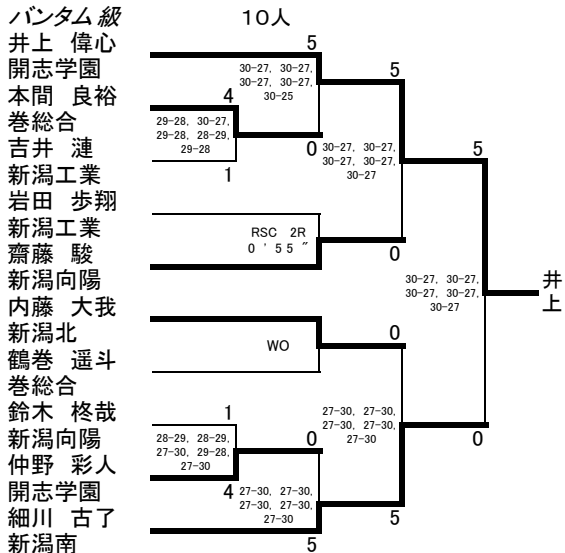 バンタム級 10人
井上 偉心
開志学園
本間 良裕
巻総合
吉井 漣
新潟工業
岩田 歩翔
新潟工業
齋藤 駿
新潟向陽
内藤 大我
新潟北
鶴巻 遥斗
巻総合
鈴木 柊哉
新潟向陽
仲野 彩人
開志学園
細川 古了
新潟南
5
30-27, 30-27,
30-27, 30-27,
30-25
4
29-28, 30-27,
29-28, 28-29,
29-28
1
0
5
30-27, 30-27,
30-27, 30-27,
30-27
RSC 2R
0'55"
0
5
30-27, 30-27,
30-27, 30-27,
30-27
井上
WO
0
27-30, 27-30,
27-30, 27-30,
27-30
0
1
28-29, 28-29,
27-30, 29-28,
27-30
4
0
27-30, 27-30,
27-30, 27-30,
27-30
5
5